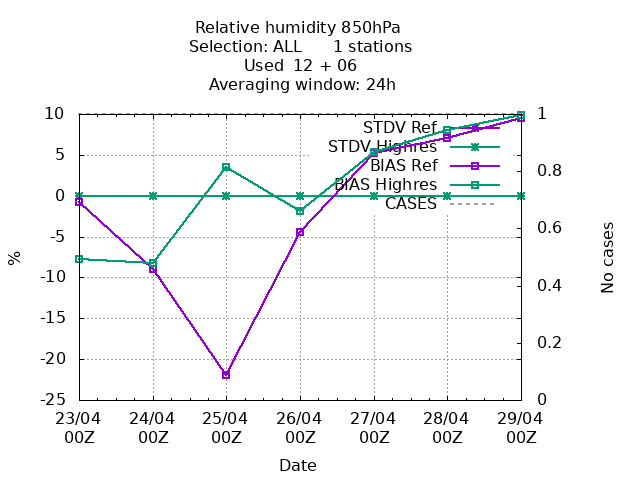 Relative humidity 850hPa
Selection: ALL 1 stations
Used 12 + 06
Averaging window: 24h
10
5
0
-5
-10
-15
-20
-25
%
1
0.8
0.6
0.4
0.2
0
No cases
STDV Ref
STDV Highres
BIAS Ref
BIAS Highres
CASES
23/04 24/04 25/04 26/04 27/04 28/04 29/04
00Z 00Z 00Z 00Z 00Z 00Z 00Z
Date